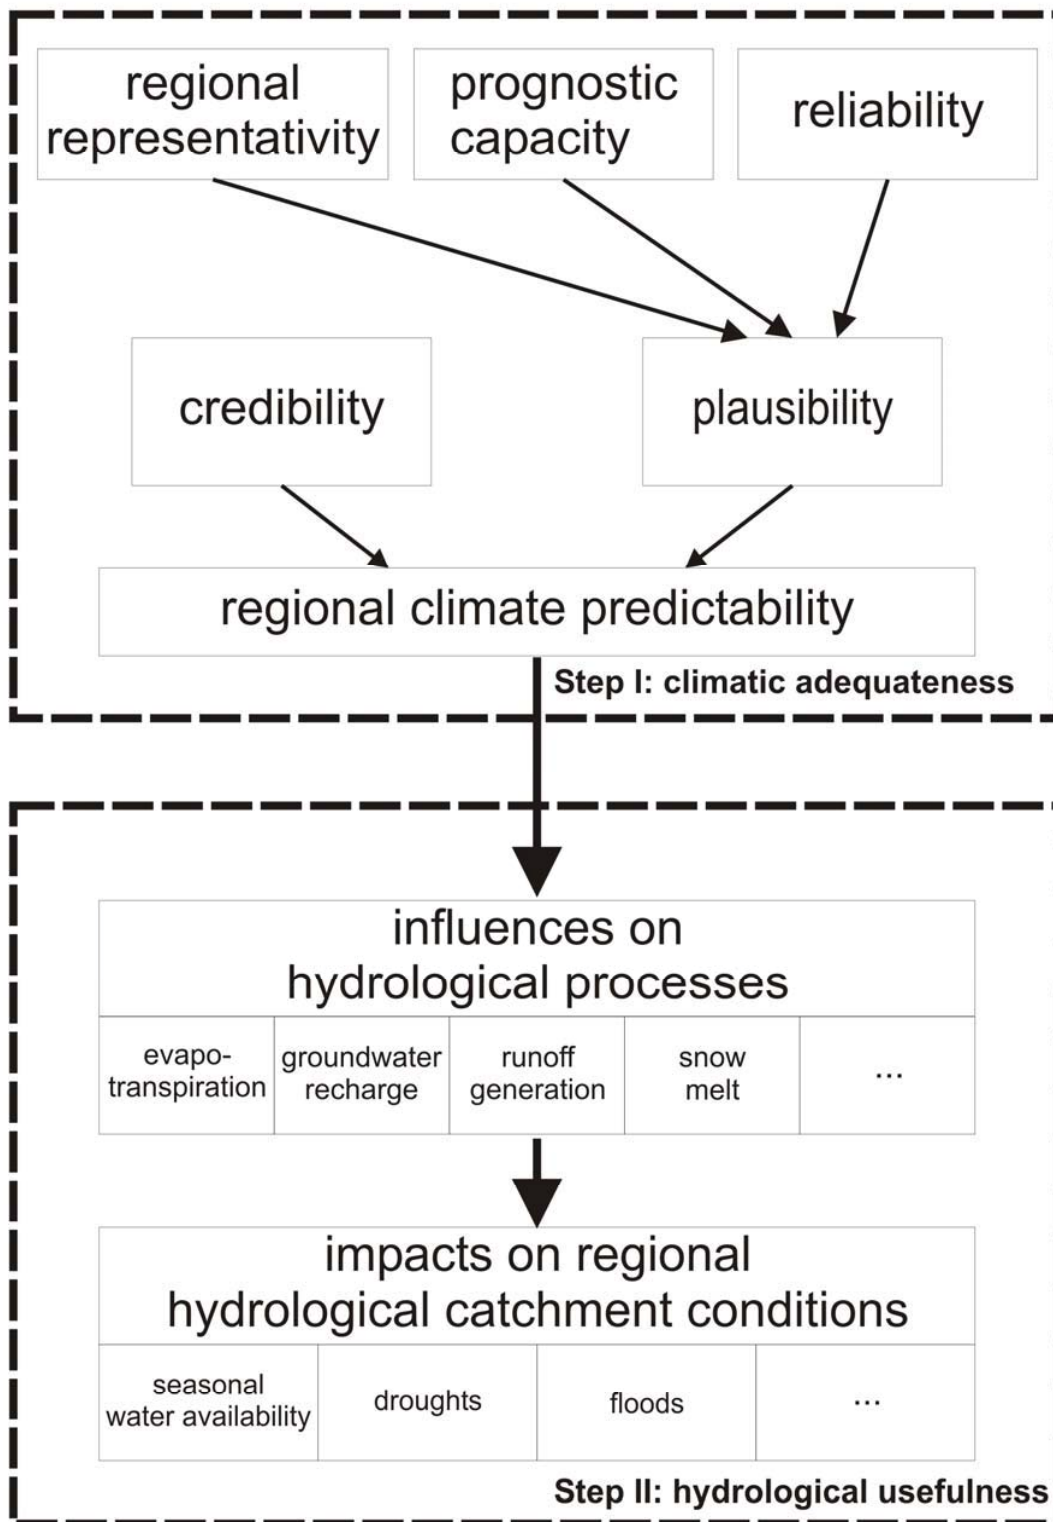 regional
representativity
prognostic
capacity
reliability
credibility
plausibility
regional climate predictability
Step I: climatic adequateness
influences on
hydrological processes
evapo-
transpiration
groundwater
recharge
runoff
generation
snow
melt
...
impacts on regional
hydrological catchment conditions
seasonal
water availability
droughts
floods
...
Step II: hydrological usefulness